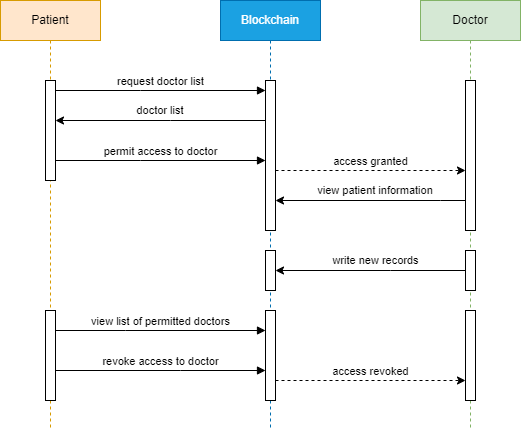 Patient
Blockchain
Doctor
request doctor list
doctor list
permit access to doctor
access granted
view patient information
write new records
view list of permitted doctors
revoke access to doctor
access revoked